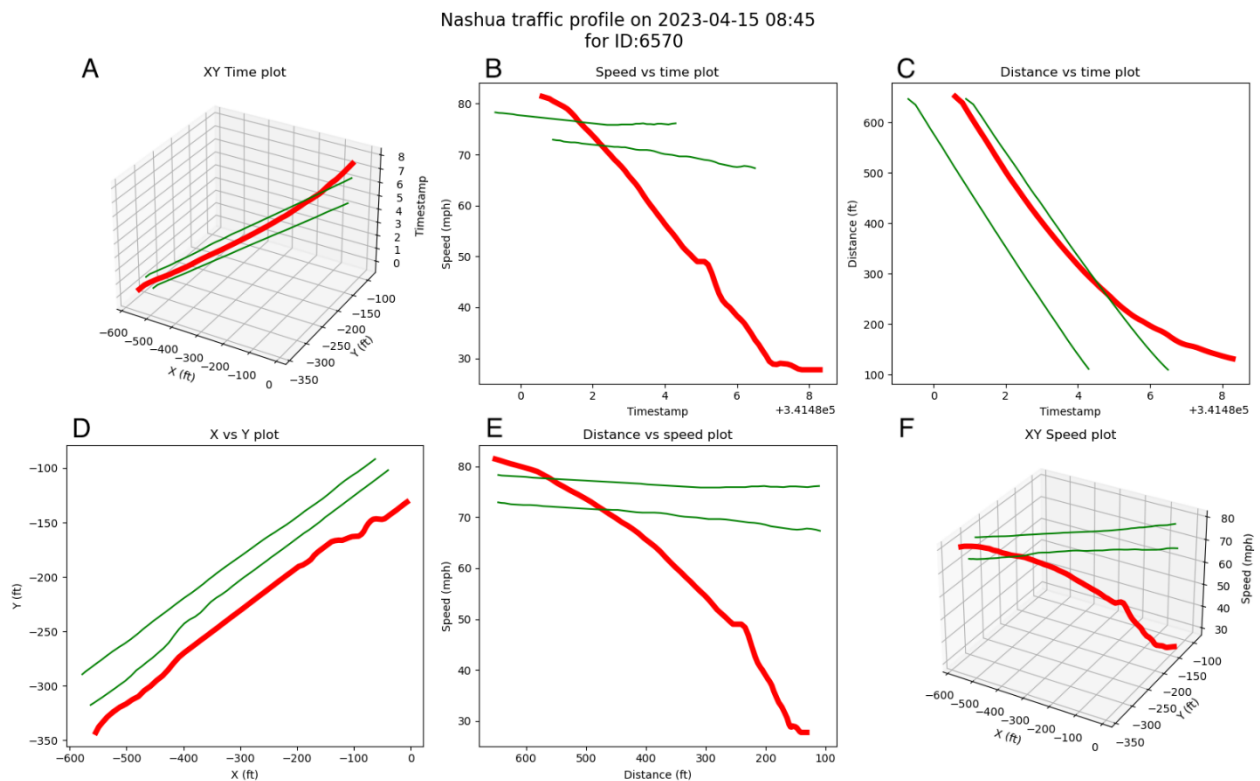 Nashua traffic profile on 2023-04-15 08:45
for ID:6570
A
XY Time plot
8
7
6
5
4
3
2
1
0
Timestamp
−600
−500
−400
−300
−200
−100
0
X (ft)
−350
−300
−250
−200
−150
−100
Y (ft)
B
Speed vs time plot
80
70
60
50
40
30
Speed (mph)
0 2 4 6 8
Timestamp
+3.4148e5
C
Distance vs time plot
600
500
400
300
200
100
Distance (ft)
0 2 4 6 8
Timestamp
+3.4148e5
D
X vs Y plot
−100
−150
−200
−250
−300
−350
Y (ft)
−600 −500 −400 −300 −200 −100 0
X (ft)
E
Distance vs speed plot
80
70
60
50
40
30
Speed (mph)
600 500 400 300 200 100
Distance (ft)
F
XY Speed plot
80
70
60
50
40
30
Speed (mph)
−600
−500
−400
−300
−200
−100
0
X (ft)
−350
−300
−250
−200
−150
−100
Y (ft)